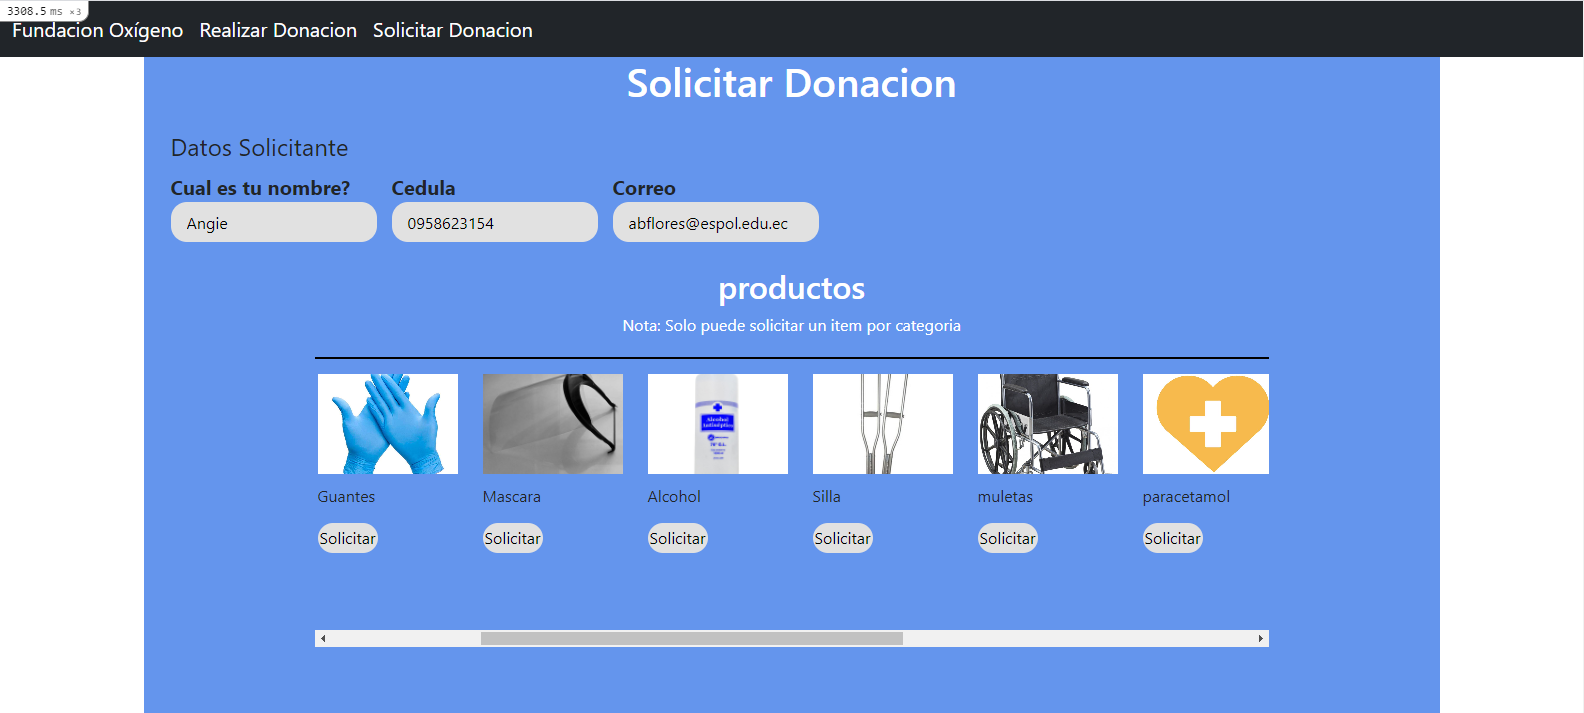 3308.5 ms ×3
Fundacion Oxígeno Realizar Donacion Solicitar Donacion
Solicitar Donacion
Datos Solicitante
Cual es tu nombre? Cedula Correo
Angie 0958623154 abflores@espol.edu.ec
productos
Nota: Solo puede solicitar un item por categoria
Alcohol
Antiséptico
Guantes Mascara Alcohol Silla muletas paracetamol
Solicitar Solicitar Solicitar Solicitar Solicitar Solicitar